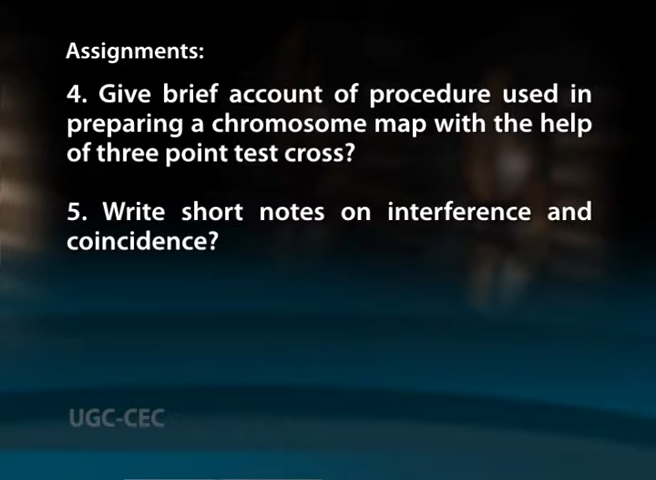 Assignments:
4. Give brief account of procedure used in
preparing a chromosome map with the help
of three point test cross?
5. Write short notes on interference and
coincidence?
UGC-CEC